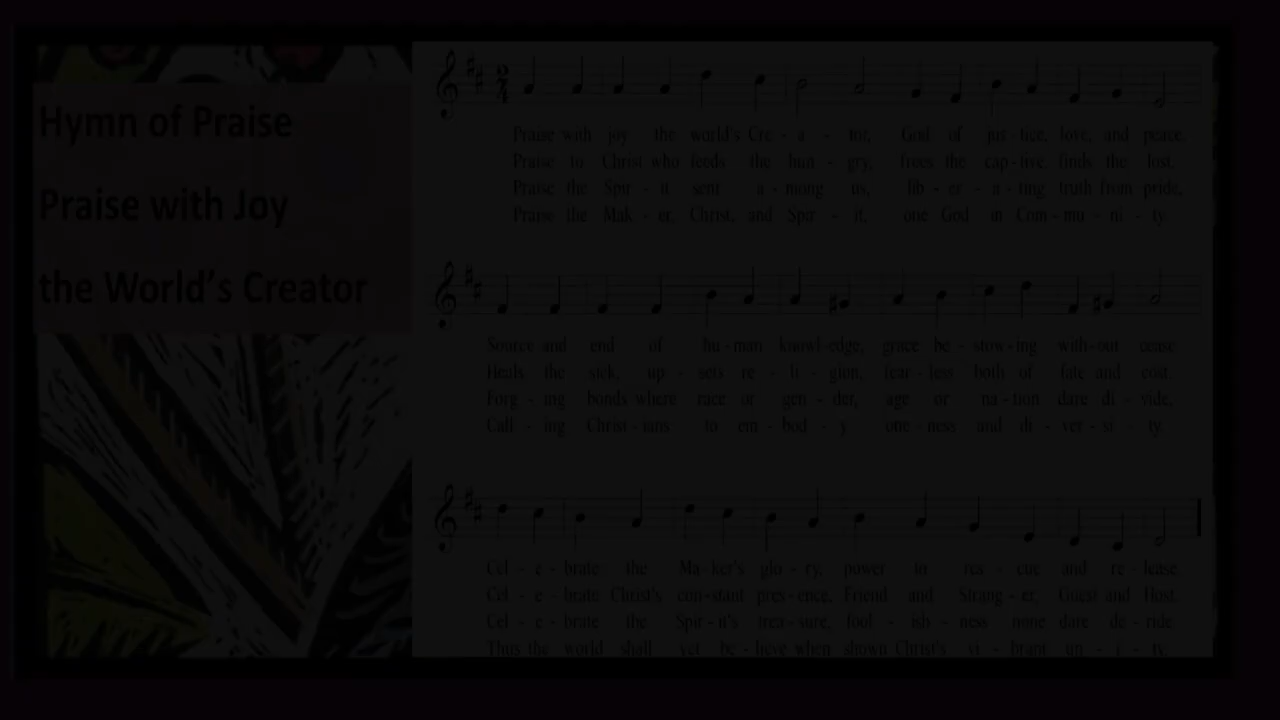 Hymn of Praise
Praise with Joy
the World's Creator
2
4
Praise with joy the world's Cre - a - tor, God of jus - tice, love, and peace.
Praise to Christ who feeds the hun - gry, frees the cap - tive, finds the lost,
Praise the Spir - it sent a - mong us, lib - er - a - ting truth from pride,
Praise the Mak - er, Christ, and Spir - it, one God in Com - mu - ni - ty
Source and end of hu - man knowl - edge, grace be - stow - ing with - out cease.
Heals the sick, up - sets re - li - gion, fear - less both of fate and cost.
Forg - ing bonds where race or gen - der, age or na - tion dare di - vide,
Call - ing Christ - ians to em - bod - y one - ness and di - ver - si - ty
Cel - e - brate the Ma - ker's glo - ry, power to res - cue and re - lease.
Cel - e - brate Christ's con - stant pres - ence, Friend and Strang - er, Guest and Host.
Cel - e - brate the Spir - it's trea - sure, fool - ish - ness none dare de - ride
Thus the world shall yet be - lieve when shown Christ's vi - brant un - i - ty.